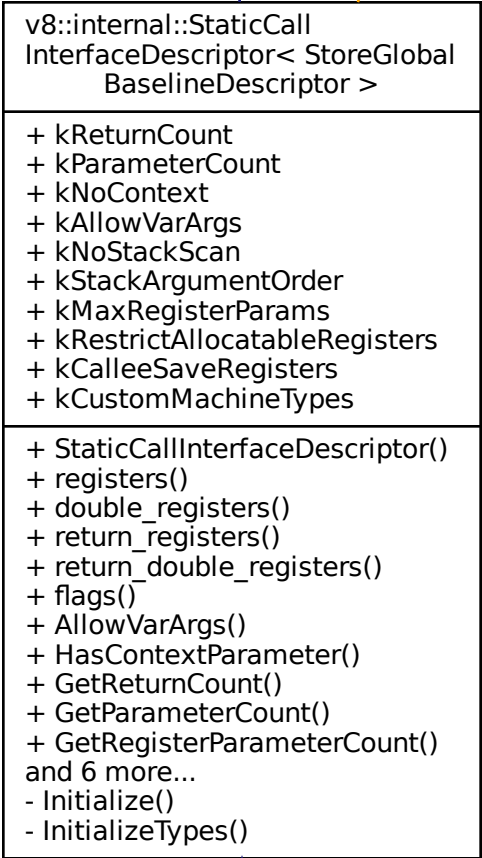 v8::internal::StaticCall
InterfaceDescriptor< StoreGlobal
BaselineDescriptor >
+ kReturnCount
+ kParameterCount
+ kNoContext
+ kAllowVarArgs
+ kNoStackScan
+ kStackArgumentOrder
+ kMaxRegisterParams
+ kRestrictAllocatableRegisters
+ kCalleeSaveRegisters
+ kCustomMachineTypes
+ StaticCallInterfaceDescriptor()
+ registers()
+ double_registers()
+ return_registers()
+ return_double_registers()
+ flags()
+ AllowVarArgs()
+ HasContextParameter()
+ GetReturnCount()
+ GetParameterCount()
+ GetRegisterParameterCount()
and 6 more...
- Initialize()
- InitializeTypes()